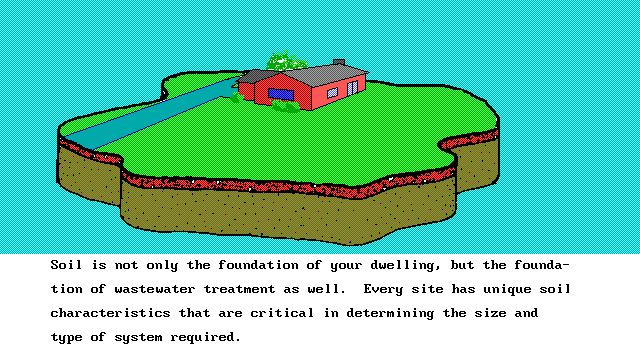 Soil is not only the foundation of your dwelling, but the founda-
tion of wastewater treatment as well.  Every site has unique soil
characteristics that are critical in determining the size and
type of system required.